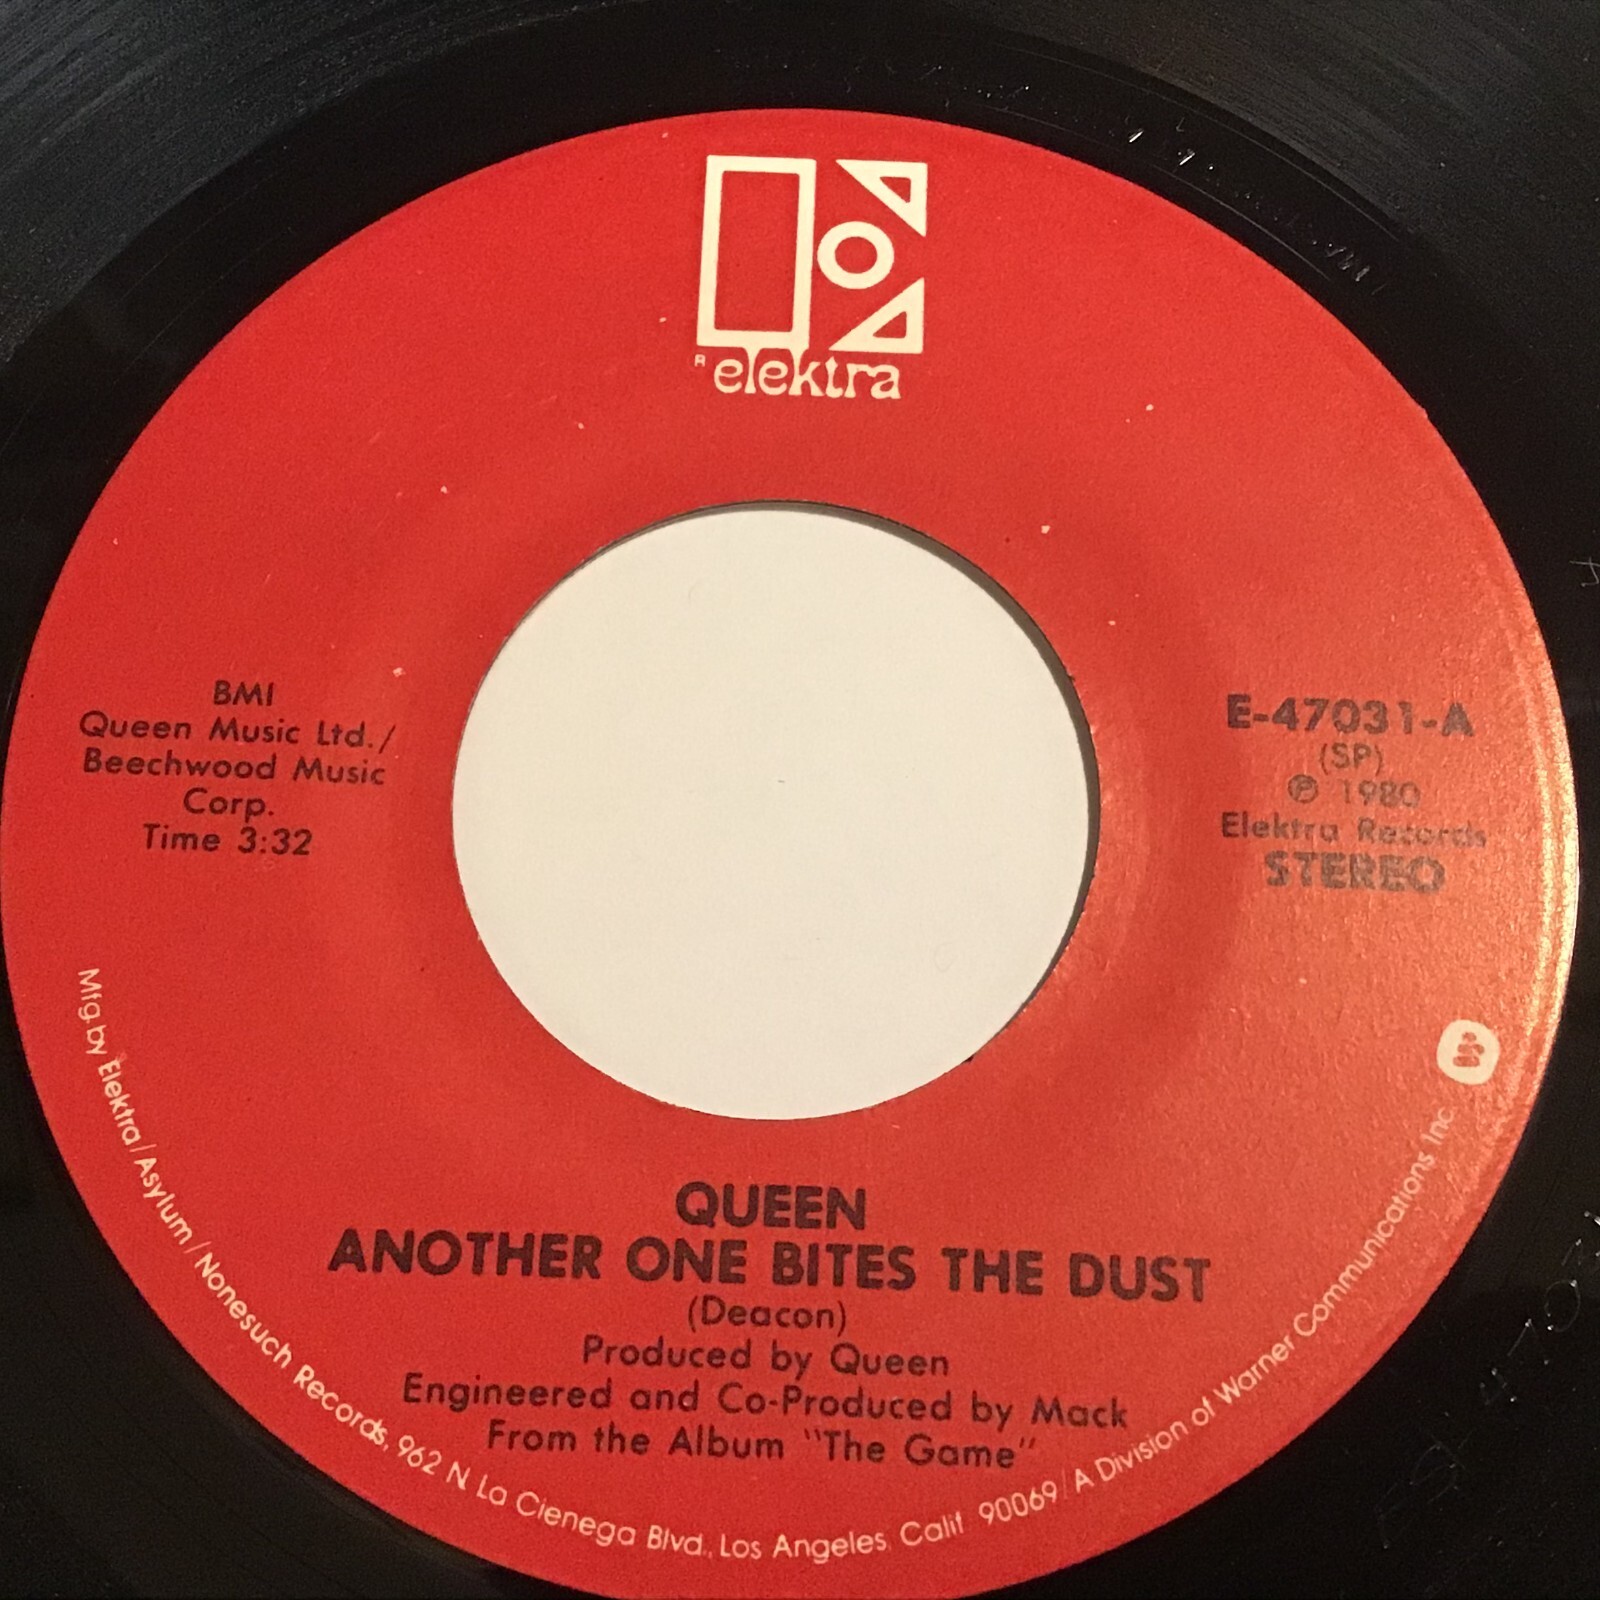 R elektra
BMI
Queen Music Ltd./
Beechwood Music
Corp.
Time 3:32
E-47031-A
(SP)
℗ 1980
Elektra Records
STEREO
QUEEN
ANOTHER ONE BITES THE DUST
(Deacon)
Produced by Queen
Engineered and Co-Produced by Mack
From the Album "The Game"
Mfg.by Elektra/Asylum/Nonesuch Records, 962 N. La Cienega Blvd., Los Angeles, Calif 90069/A Division of Warner Communications Inc.